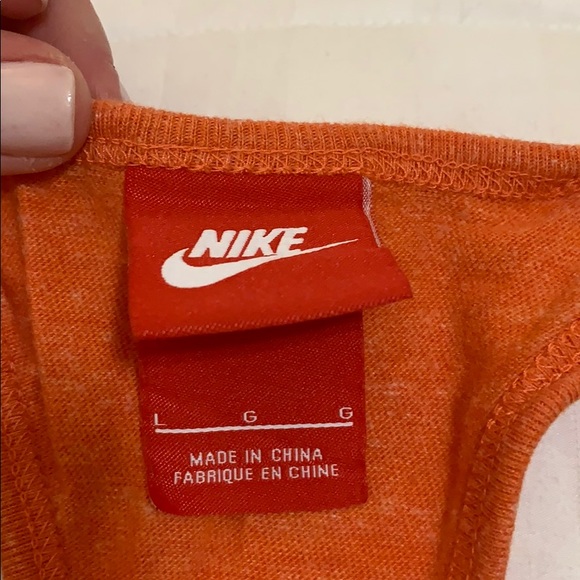 NIKE
L G G
MADE IN CHINA
FABRIQUE EN CHINE